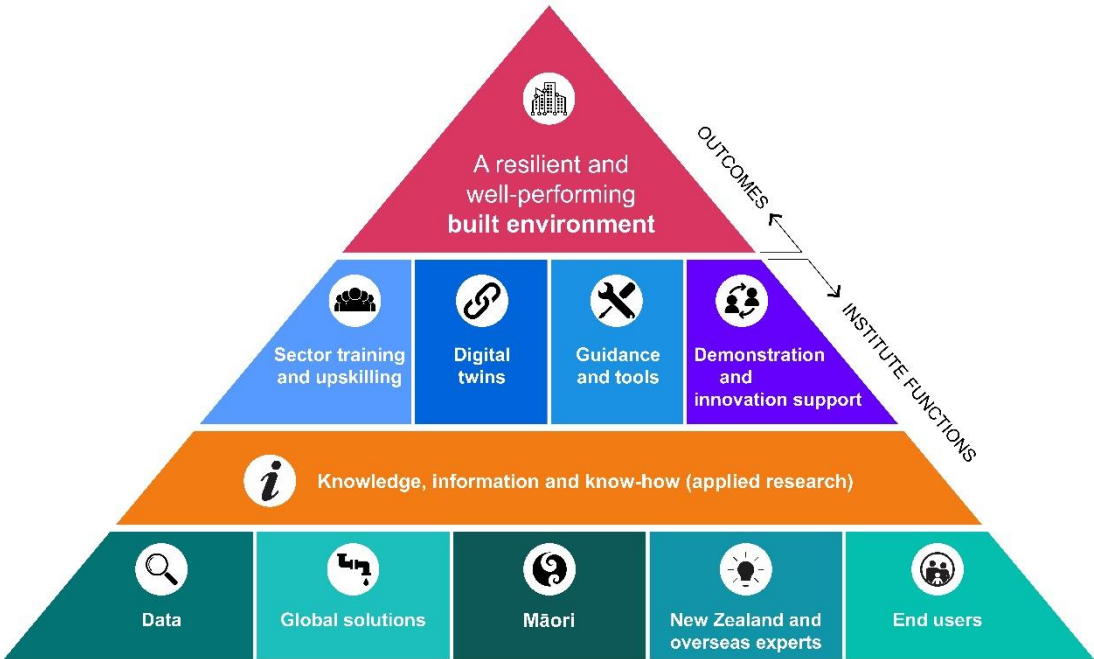 A resilient and
well-performing
built environment
OUTCOMES
INSTITUTE FUNCTIONS
Sector training
and upskilling
Digital
twins
Guidance
and tools
Demonstration
and
innovation support
i
Knowledge, information and know-how (applied research)
Data
Global solutions
Māori
New Zealand and
overseas experts
End users